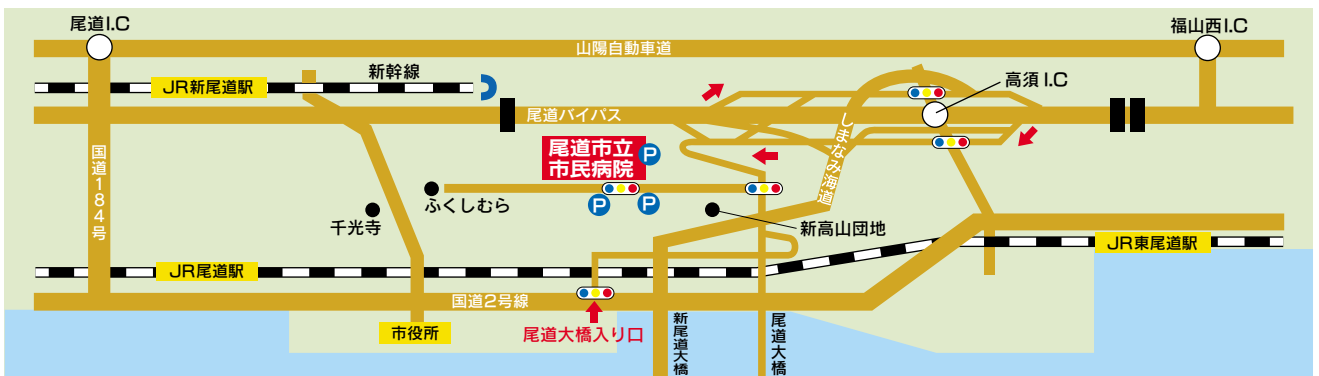 尾道I.C
福山西I.C
山陽自動車道
新幹線
JR新尾道駅
高須 I.C
尾道バイパス
しまなみ海道
国道184号
尾道市立
市民病院
P
P
P
ふくしむら
千光寺
新高山団地
JR東尾道駅
JR尾道駅
国道2号線
市役所
尾道大橋入り口
新尾道大橋
尾道大橋